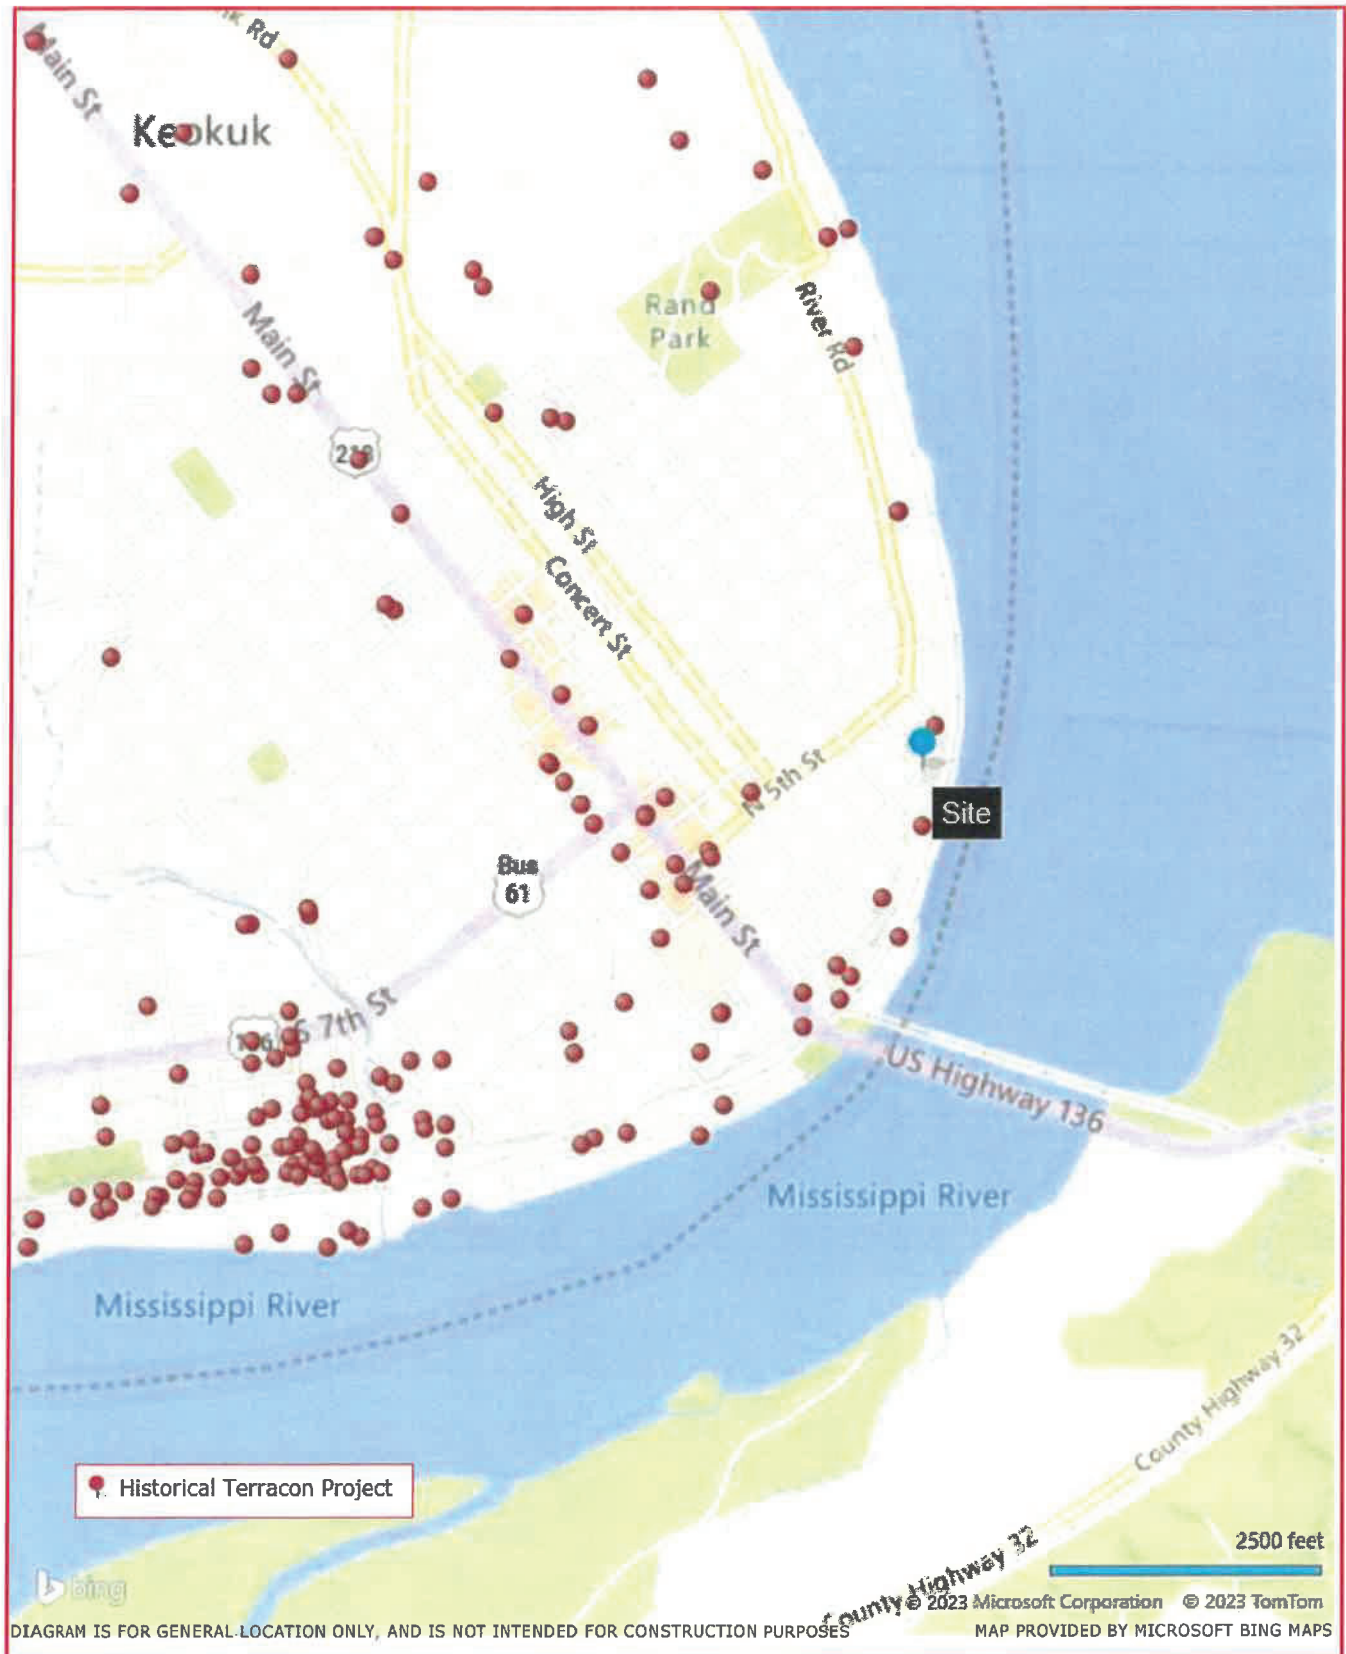 Rd
Main St
Keokuk
Rand
Park
River Rd
Main St
218
High St
Concert St
N 5th St
Site
Bus
61
Main St
S 7th St
US Highway 136
Mississippi River
Mississippi River
County Highway 32
Historical Terracon Project
County Highway 32
2500 feet
bing
© 2023 Microsoft Corporation © 2023 TomTom
DIAGRAM IS FOR GENERAL LOCATION ONLY, AND IS NOT INTENDED FOR CONSTRUCTION PURPOSES
MAP PROVIDED BY MICROSOFT BING MAPS